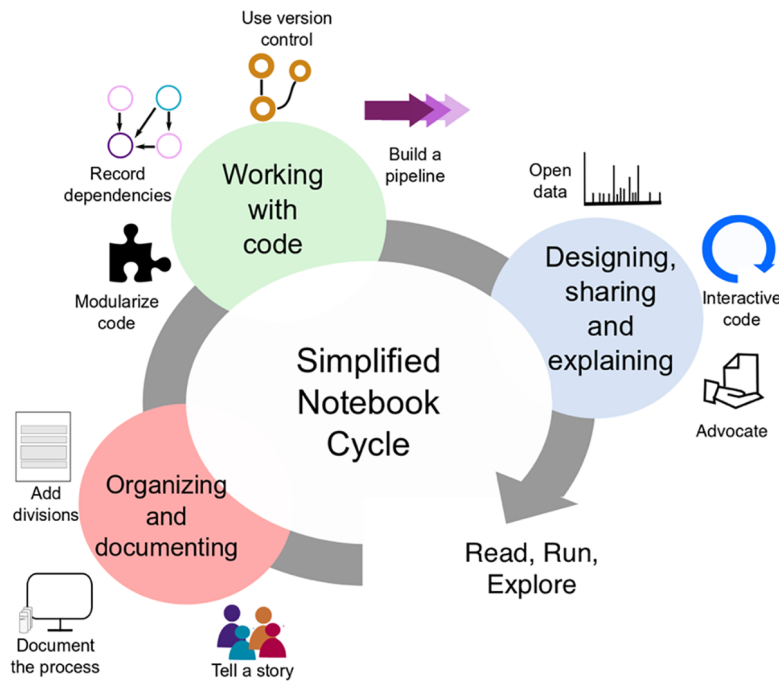 Use version
control
Record
dependencies
Working
with
code
Build a
pipeline
Modularize
code
Open
data
Designing,
sharing
and
explaining
Interactive
code
Advocate
Simplified
Notebook
Cycle
Add
divisions
Organizing
and
documenting
Document
the process
Tell a story
Read, Run,
Explore